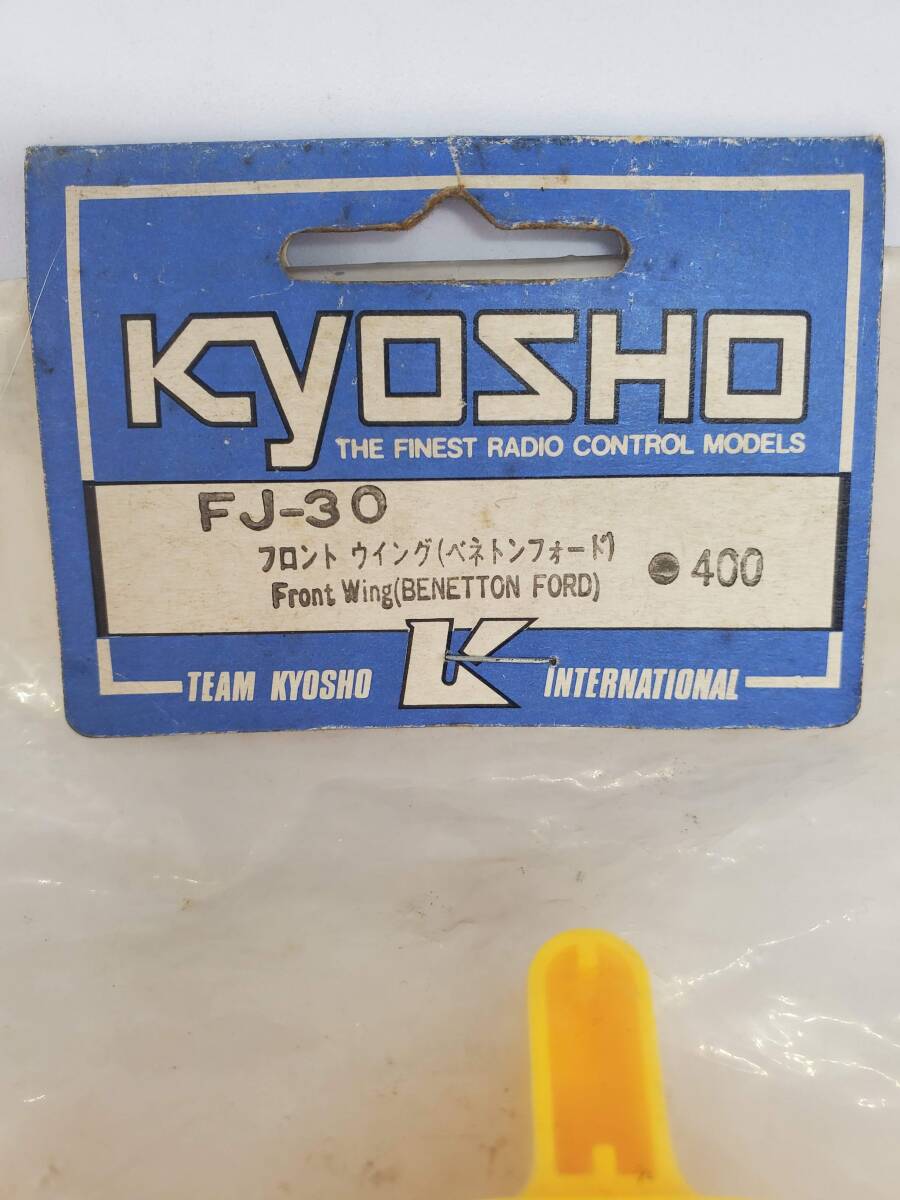 KYOSHO
THE FINEST RADIO CONTROL MODELS
FJ-30
フロント ウイング(ベネトンフォード)
Front Wing(BENETTON FORD)
●400
TEAM KYOSHO K INTERNATIONAL